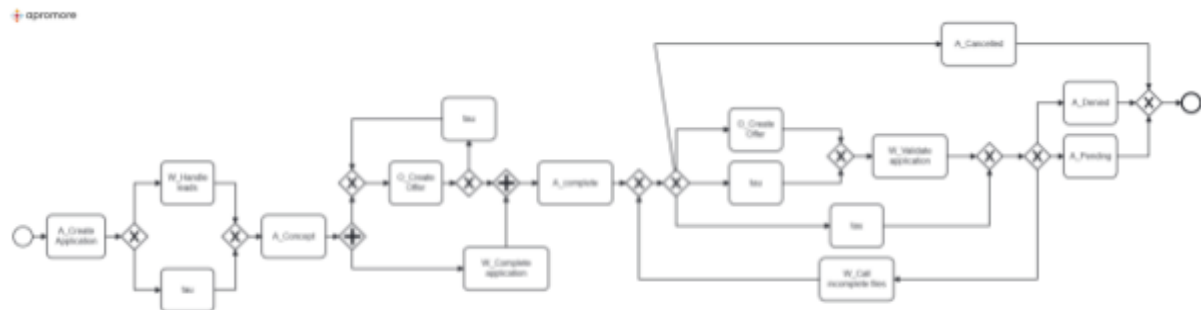 apromore
A_Cancelled
tau
A_Denied
O_Create
Offer
W_Handle
leads
O_Create
Offer
A_complete
W_Validate
application
A_Pending
tau
A_Create
Application
A_Concept
tau
W_Complete
application
W_Call
incomplete files
tau